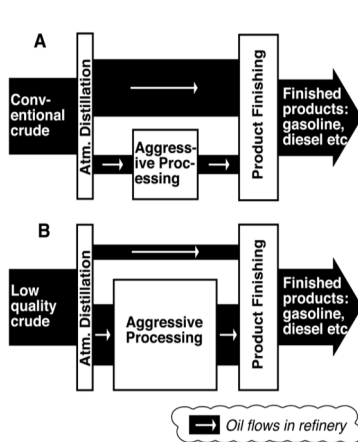 A
Conv-
entional
crude
Atm. Distillation
Aggress-
ive Proc-
essing
Product Finishing
Finished
products:
gasoline,
diesel etc
B
Low
quality
crude
Atm. Distillation
Aggressive
Processing
Product Finishing
Finished
products:
gasoline,
diesel etc
Oil flows in refinery